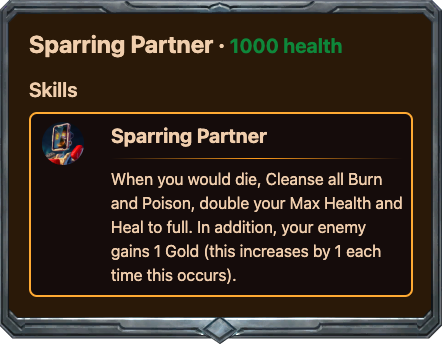 Sparring Partner · 1000 health
Skills
Sparring Partner
When you would die, Cleanse all Burn
and Poison, double your Max Health and
Heal to full. In addition, your enemy
gains 1 Gold (this increases by 1 each
time this occurs).